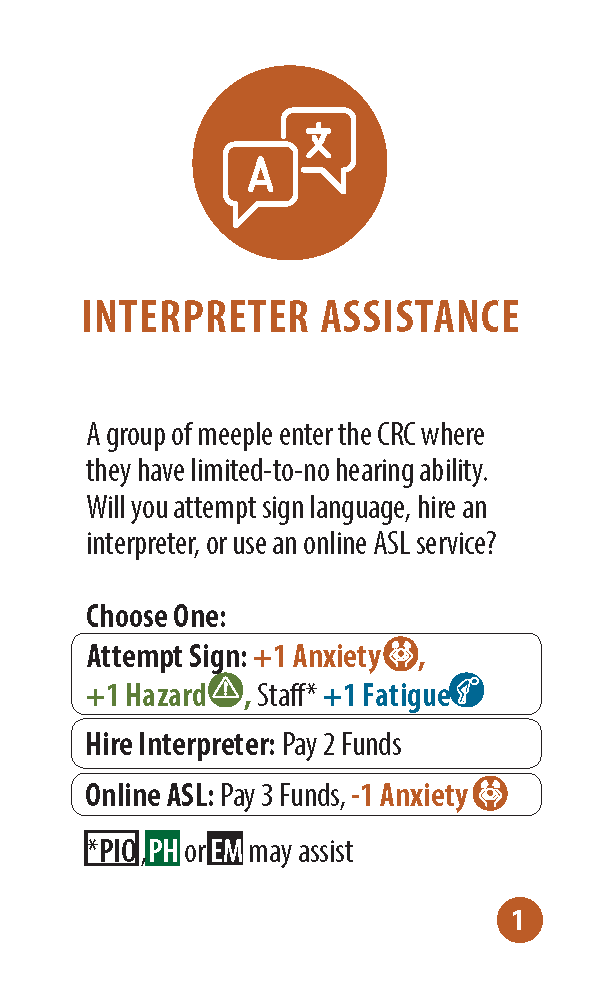 A 文
INTERPRETER ASSISTANCE
A group of meeple enter the CRC where
they have limited-to-no hearing ability.
Will you attempt sign language, hire an
interpreter, or use an online ASL service?
Choose One:
Attempt Sign: +1 Anxiety,
+1 Hazard, Staff* +1 Fatigue
Hire Interpreter: Pay 2 Funds
Online ASL: Pay 3 Funds, -1 Anxiety
*PIO, PH or EM may assist
1